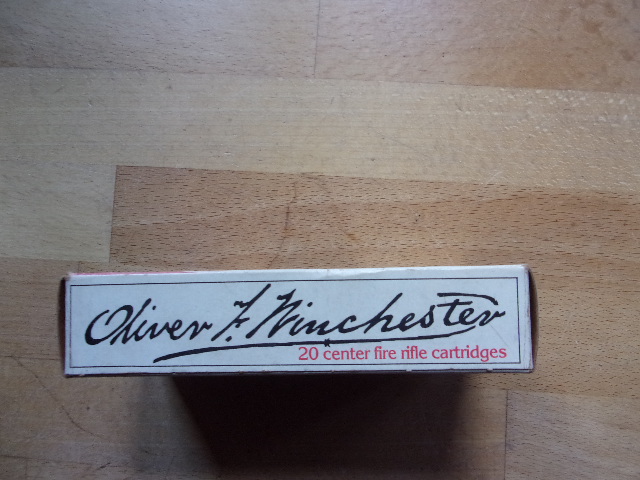 Oliver F. Winchester
20 center fire rifle cartridges